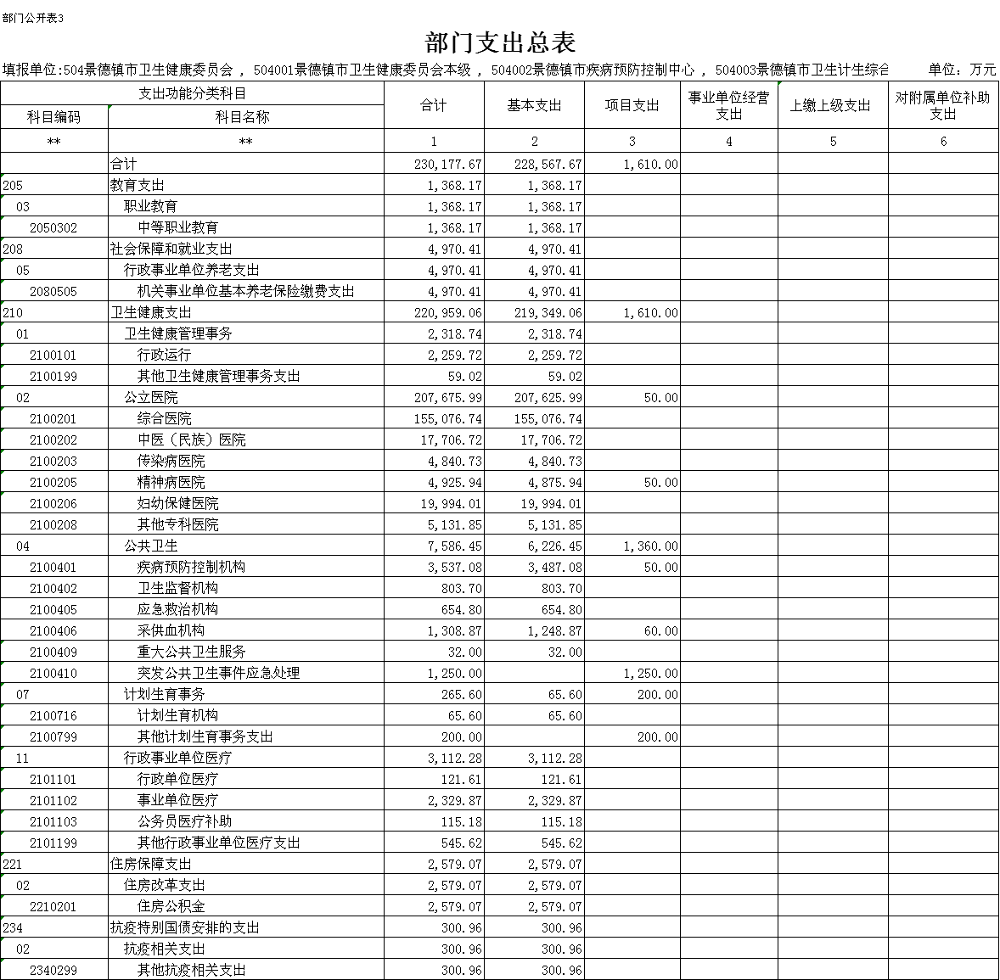 部门公开表3
部门支出总表
填报单位:504景德镇市卫生健康委员会 , 504001景德镇市卫生健康委员会本级 , 504002景德镇市疾病预防控制中心 , 504003景德镇市卫生计生综合 单位：万元
支出功能分类科目 合计 基本支出 项目支出 事业单位经营支出 上缴上级支出 对附属单位补助支出
科目编码 科目名称
** ** 1 2 3 4 5 6
合计 230,177.67 228,567.67 1,610.00
205 教育支出 1,368.17 1,368.17
03 职业教育 1,368.17 1,368.17
2050302 中等职业教育 1,368.17 1,368.17
208 社会保障和就业支出 4,970.41 4,970.41
05 行政事业单位养老支出 4,970.41 4,970.41
2080505 机关事业单位基本养老保险缴费支出 4,970.41 4,970.41
210 卫生健康支出 220,959.06 219,349.06 1,610.00
01 卫生健康管理事务 2,318.74 2,318.74
2100101 行政运行 2,259.72 2,259.72
2100199 其他卫生健康管理事务支出 59.02 59.02
02 公立医院 207,675.99 207,625.99 50.00
2100201 综合医院 155,076.74 155,076.74
2100202 中医（民族）医院 17,706.72 17,706.72
2100203 传染病医院 4,840.73 4,840.73
2100205 精神病医院 4,925.94 4,875.94 50.00
2100206 妇幼保健医院 19,994.01 19,994.01
2100208 其他专科医院 5,131.85 5,131.85
04 公共卫生 7,586.45 6,226.45 1,360.00
2100401 疾病预防控制机构 3,537.08 3,487.08 50.00
2100402 卫生监督机构 803.70 803.70
2100405 应急救治机构 654.80 654.80
2100406 采供血机构 1,308.87 1,248.87 60.00
2100409 重大公共卫生服务 32.00 32.00
2100410 突发公共卫生事件应急处理 1,250.00 1,250.00
07 计划生育事务 265.60 65.60 200.00
2100716 计划生育机构 65.60 65.60
2100799 其他计划生育事务支出 200.00 200.00
11 行政事业单位医疗 3,112.28 3,112.28
2101101 行政单位医疗 121.61 121.61
2101102 事业单位医疗 2,329.87 2,329.87
2101103 公务员医疗补助 115.18 115.18
2101199 其他行政事业单位医疗支出 545.62 545.62
221 住房保障支出 2,579.07 2,579.07
02 住房改革支出 2,579.07 2,579.07
2210201 住房公积金 2,579.07 2,579.07
234 抗疫特别国债安排的支出 300.96 300.96
02 抗疫相关支出 300.96 300.96
2340299 其他抗疫相关支出 300.96 300.96